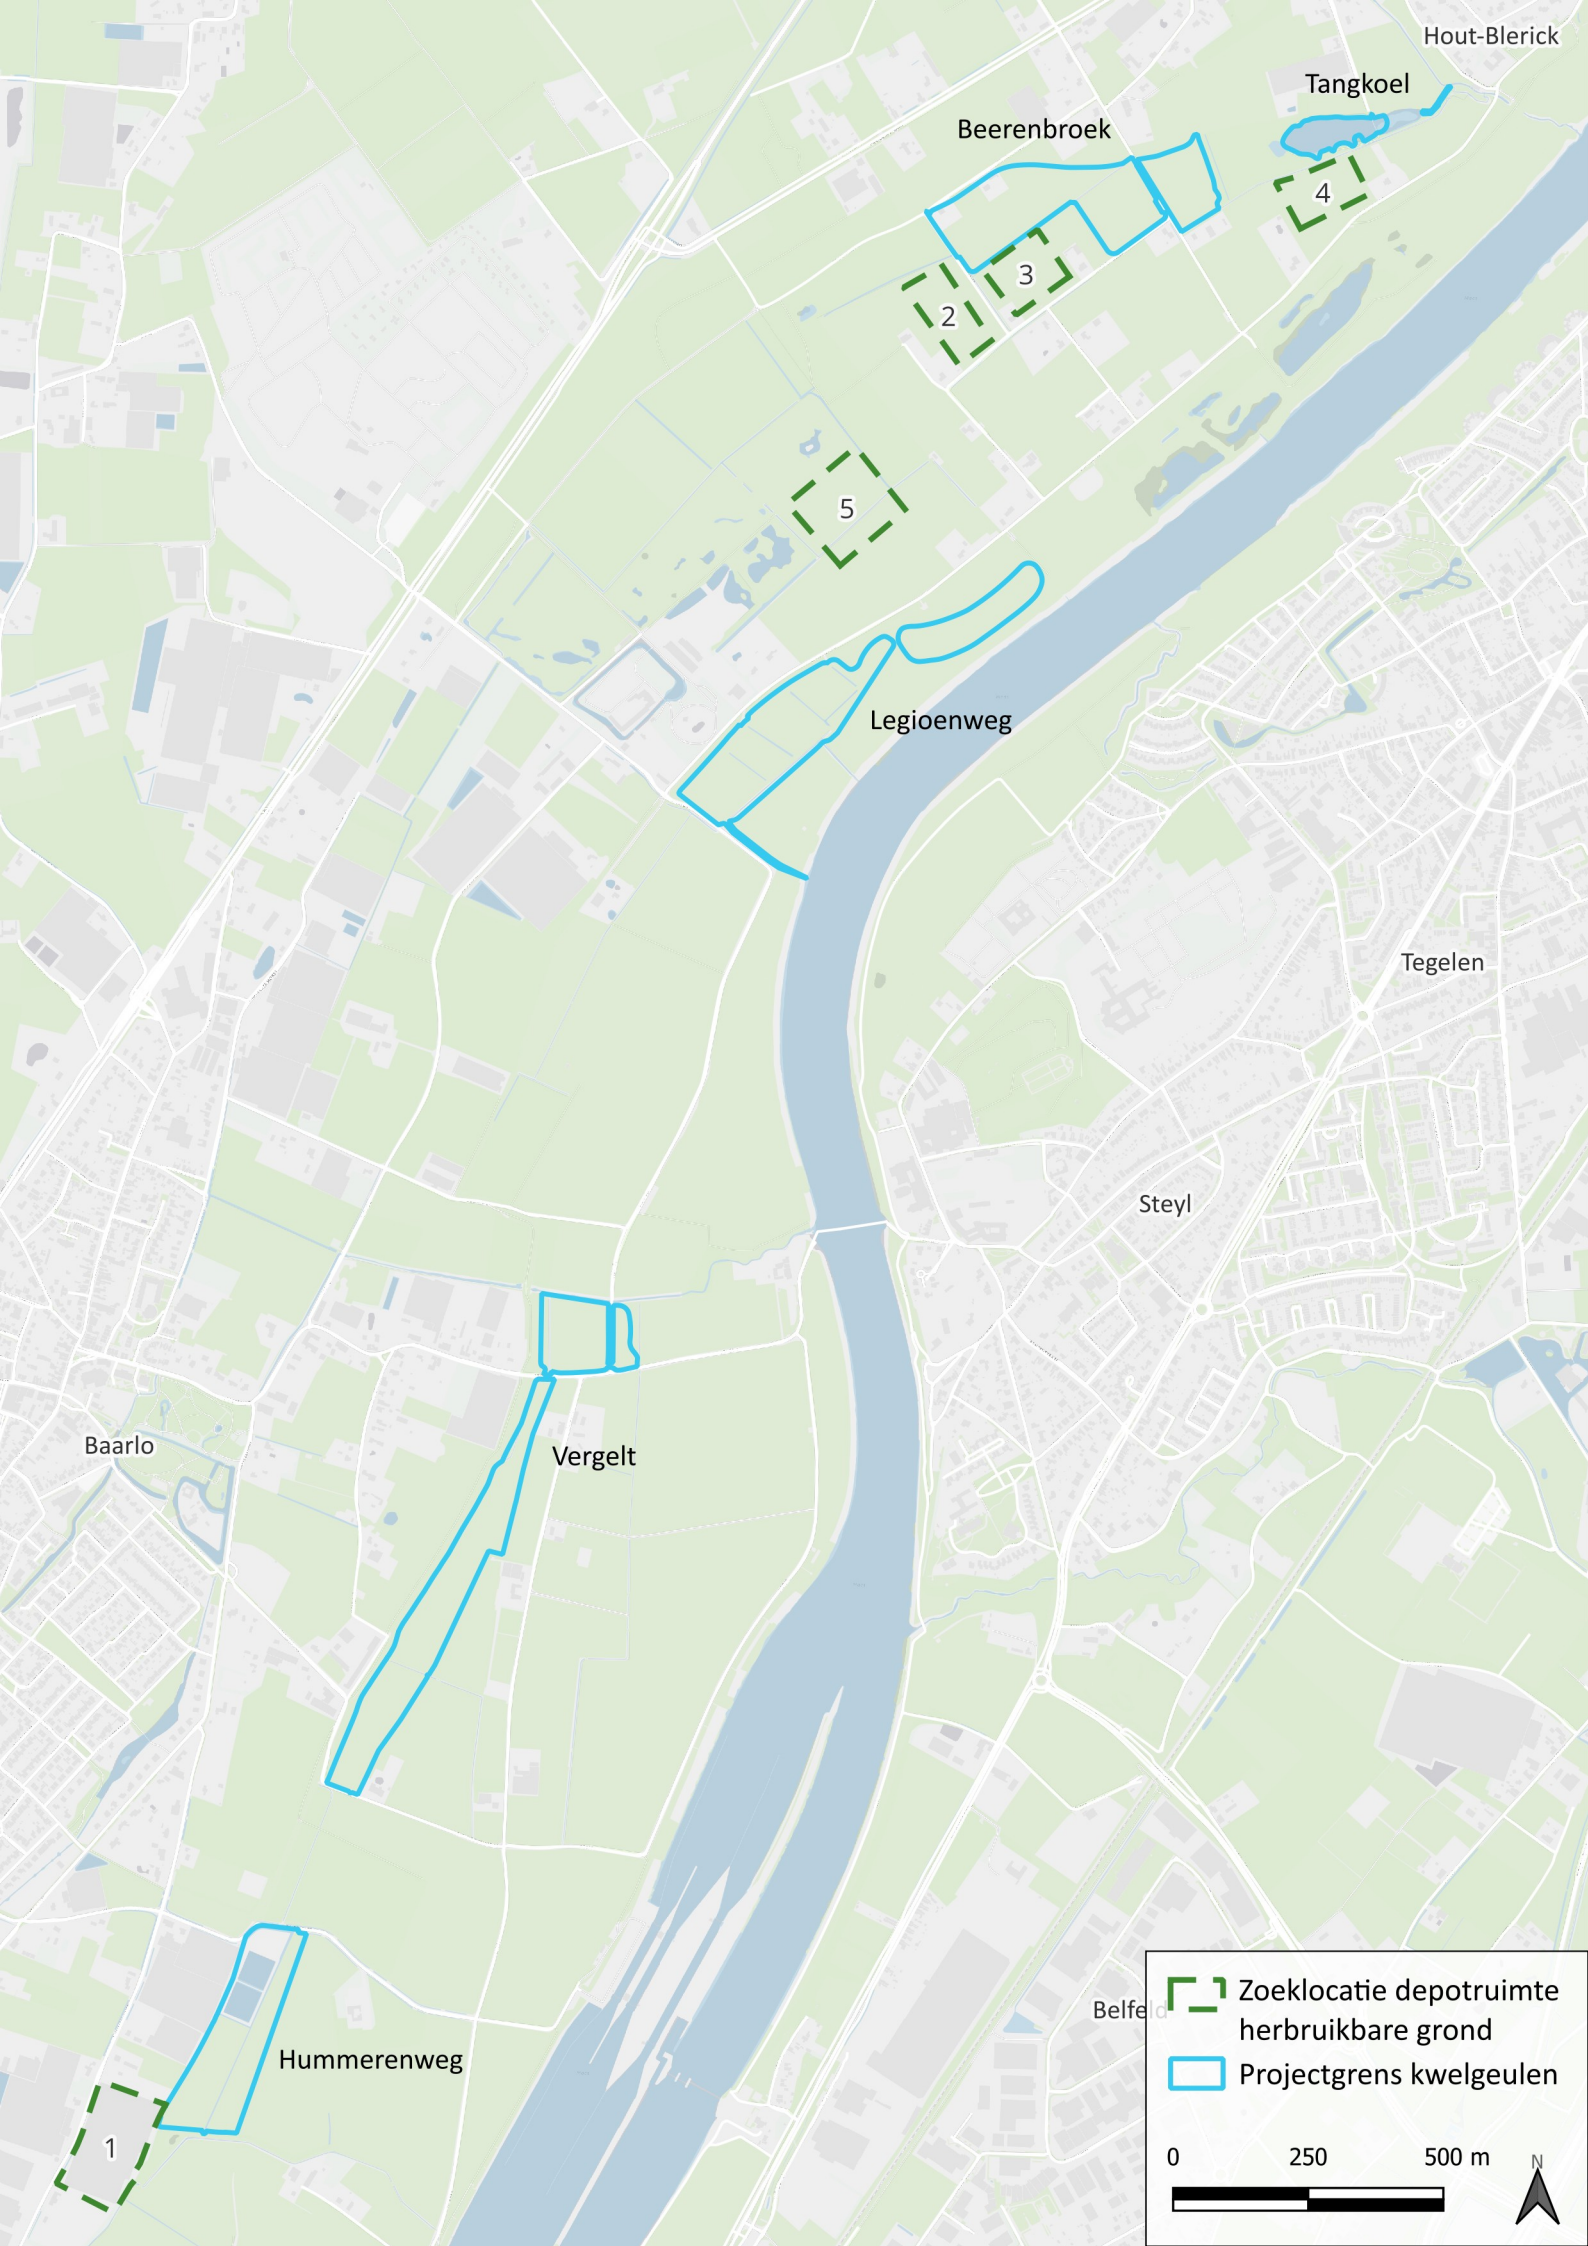 Hout-Blerick
Tangkoel
Beerenbroek
4
3
2
5
Legioenweg
Tegelen
Steyl
Baarlo
Vergelt
Belfeld
Hummerenweg
1
Zoeklocatie depotruimte
herbruikbare grond
Projectgrens kwelgeulen
0 250 500 m
N